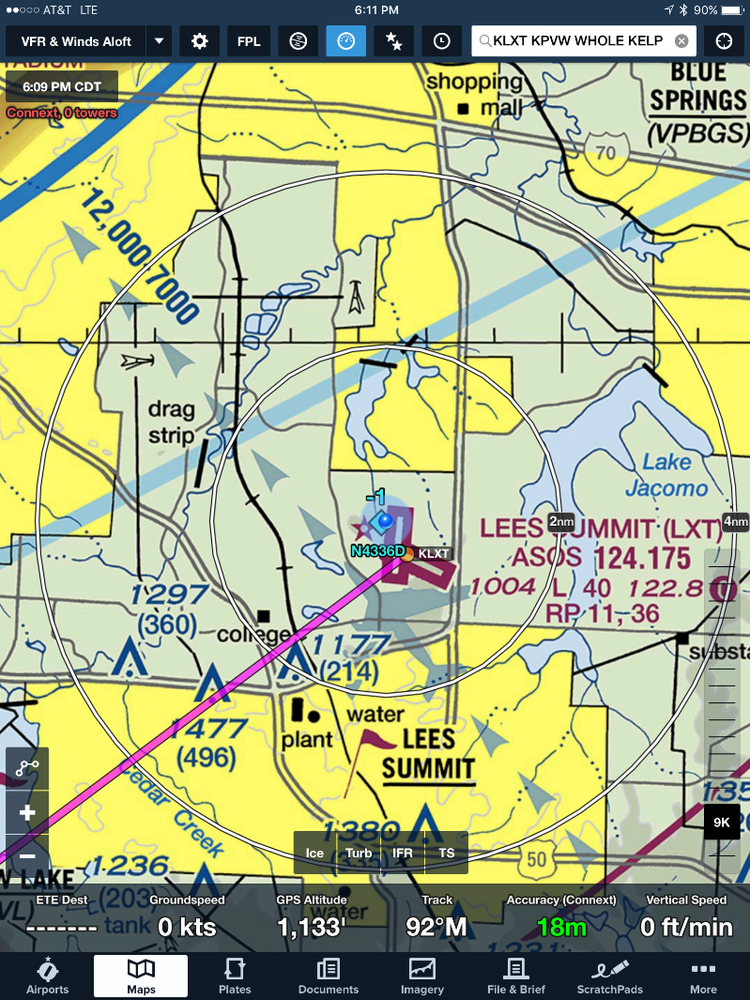 AT&T LTE
6:11 PM
90%
VFR & Winds Aloft
FPL
KLXT KPVW WHOLE KELP
6:09 PM CDT
Connext, 0 towers
shopping
mall
BLUE
SPRINGS
(VPBGS)
70
12,000-7000
drag
strip
Lake
Jacomo
-1
N4336D
KLXT
2nm
4nm
LEES SUMMIT (LXT)
ASOS 124.175
1004 L 40 122.8
RP 11, 36
1297
(360)
college
1177
(214)
substa
1477
(496)
water
plant
LEES
SUMMIT
Cedar Creek
135
9K
1380
Ice
Turb
IFR
TS
50
1236
(203)
W LAKE
VL)
tank
water
1231
ETE Dest
-------
Groundspeed
0 kts
GPS Altitude
1,133'
Track
92°M
Accuracy (Connext)
18m
Vertical Speed
0 ft/min
Airports
Maps
Plates
Documents
Imagery
File & Brief
ScratchPads
More